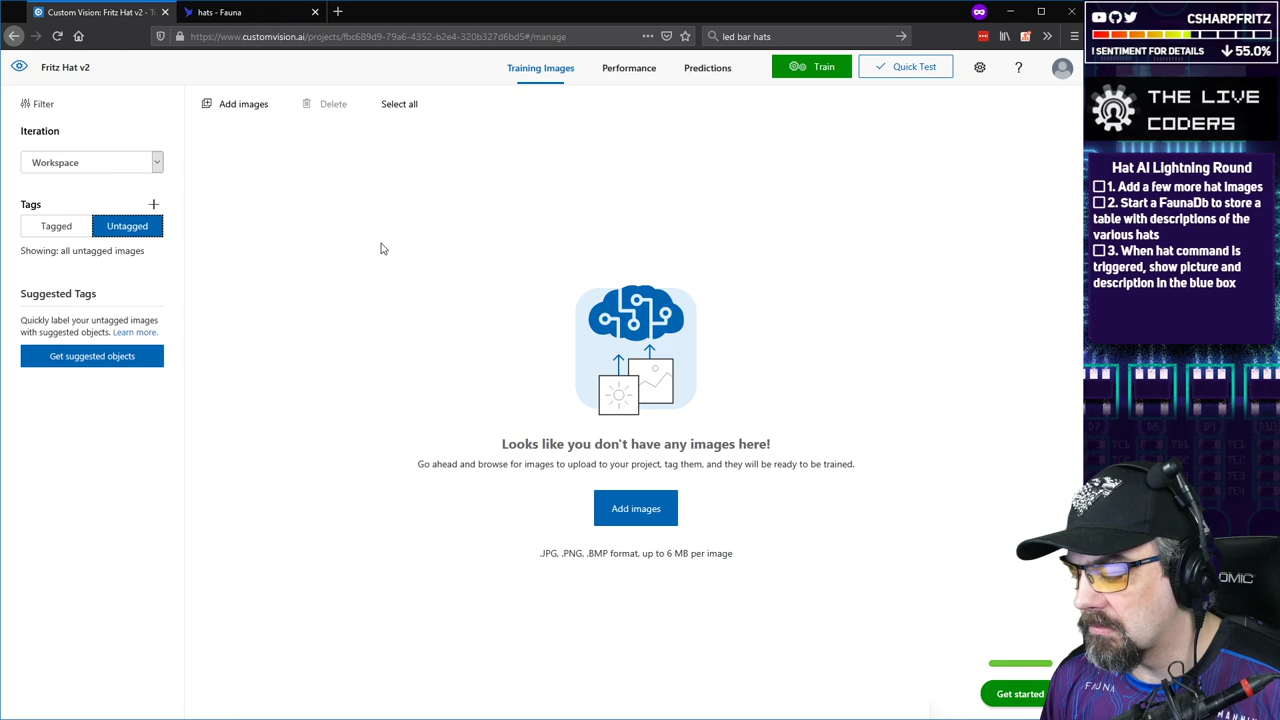 Custom Vision: Fritz Hat v2 - Tr
hats - Fauna
https://www.customvision.ai/projects/fbc689d9-79a6-4352-b2e4-320b327d6bd5#/manage
led bar hats
Fritz Hat v2
Training Images
Performance
Predictions
Train
Quick Test
Filter
Add images
Delete
Select all
Iteration
Workspace
Tags
Tagged
Untagged
Showing: all untagged images
Suggested Tags
Quickly label your untagged images
with suggested objects. Learn more.
Get suggested objects
Looks like you don't have any images here!
Go ahead and browse for images to upload to your project, tag them, and they will be ready to be trained.
Add images
.JPG, .PNG, .BMP format, up to 6 MB per image
Get started
CSHARPFRITZ
! SENTIMENT FOR DETAILS
55.0%
THE LIVE
CODERS
Hat AI Lightning Round
1. Add a few more hat images
2. Start a FaunaDb to store a
table with descriptions of the
various hats
3. When hat command is
triggered, show picture and
description in the blue box
D7 D8 D9 D10
FAUNA